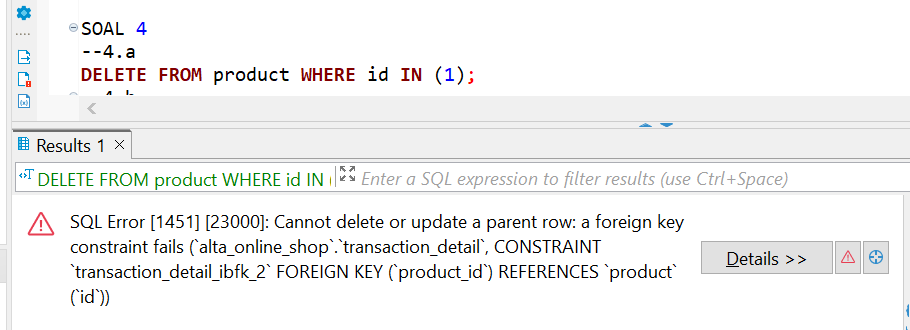 SOAL 4
--4.a
DELETE FROM product WHERE id IN (1);
Results 1
DELETE FROM product WHERE id IN (
Enter a SQL expression to filter results (use Ctrl+Space)
SQL Error [1451] [23000]: Cannot delete or update a parent row: a foreign key
constraint fails (`alta_online_shop`.`transaction_detail`, CONSTRAINT
`transaction_detail_ibfk_2` FOREIGN KEY (`product_id`) REFERENCES `product`
(`id`))
Details >>